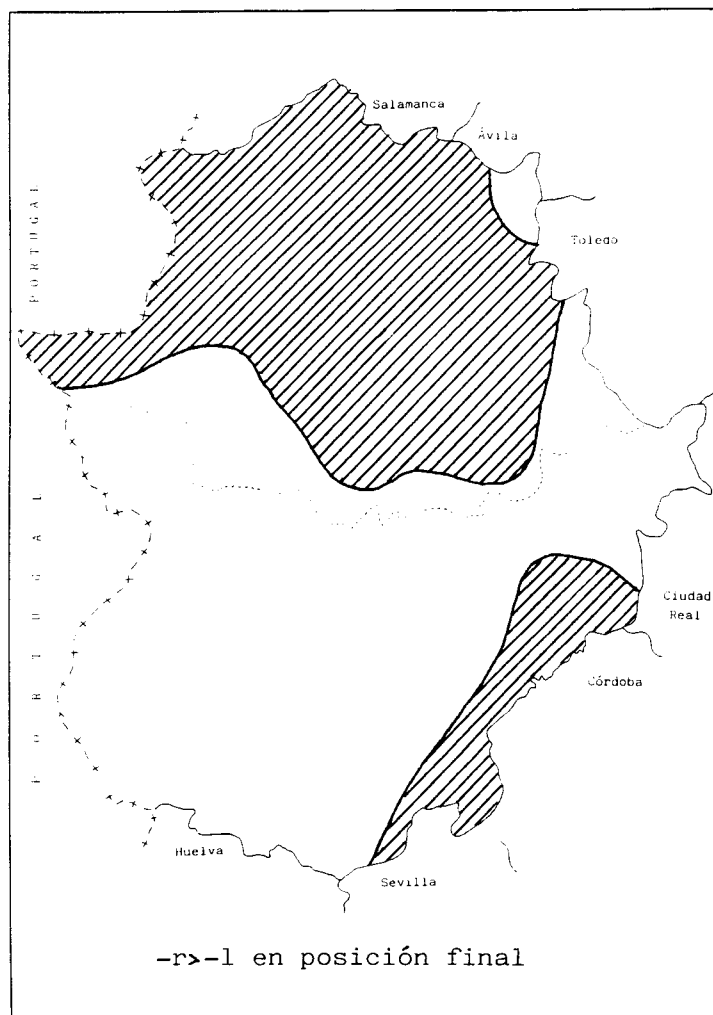 Salamanca
Ávila
PORTUGAL
Toledo
PORTUGAL
Ciudad
Real
Córdoba
Huelva
Sevilla
-r>-l en posición final